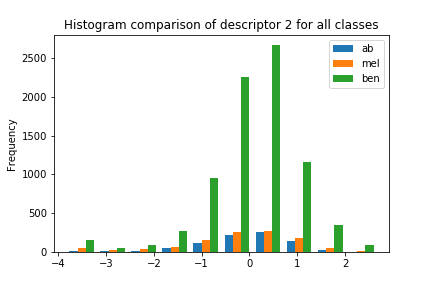 Histogram comparison of descriptor 2 for all classes
ab
mel
ben
Frequency
2500
2000
1500
1000
500
0
−4 −3 −2 −1 0 1 2